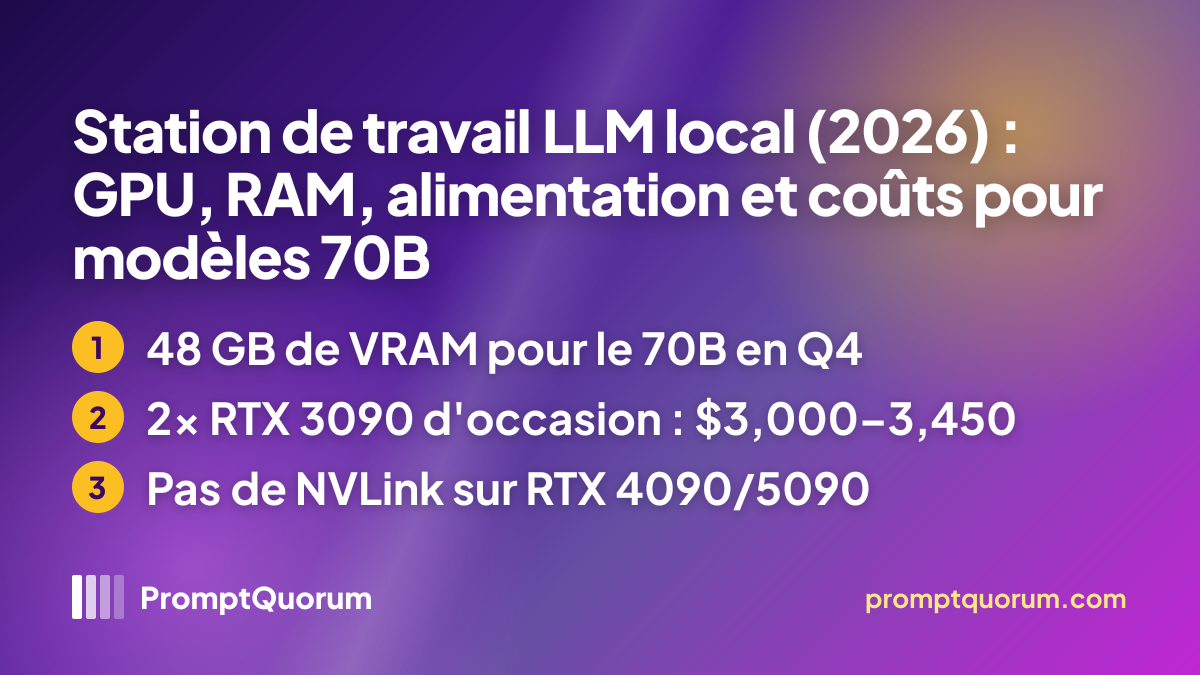 Station de travail LLM local (2026) :
GPU, RAM, alimentation et coûts pour
modèles 70B
1 48 GB de VRAM pour le 70B en Q4
2 2× RTX 3090 d'occasion : $3,000–3,450
3 Pas de NVLink sur RTX 4090/5090
PromptQuorum
promptquorum.com